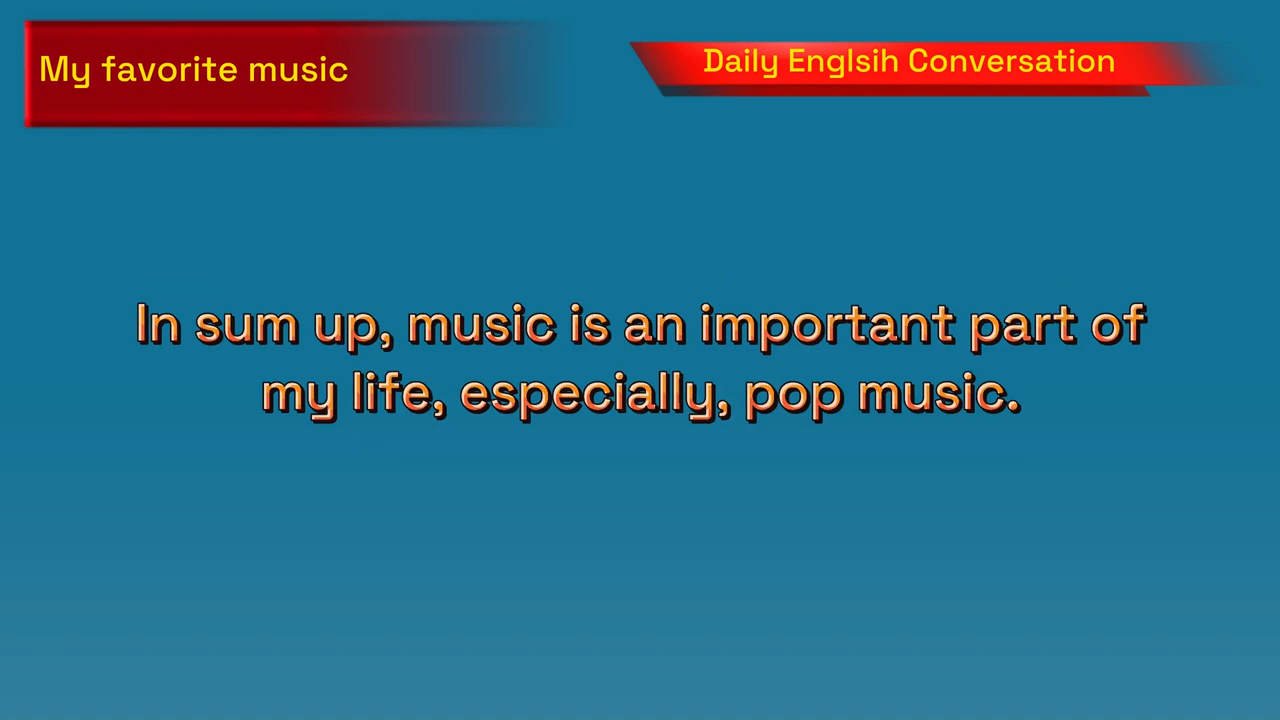 My favorite music
Daily Englsih Conversation
In sum up, music is an important part of
my life, especially, pop music.